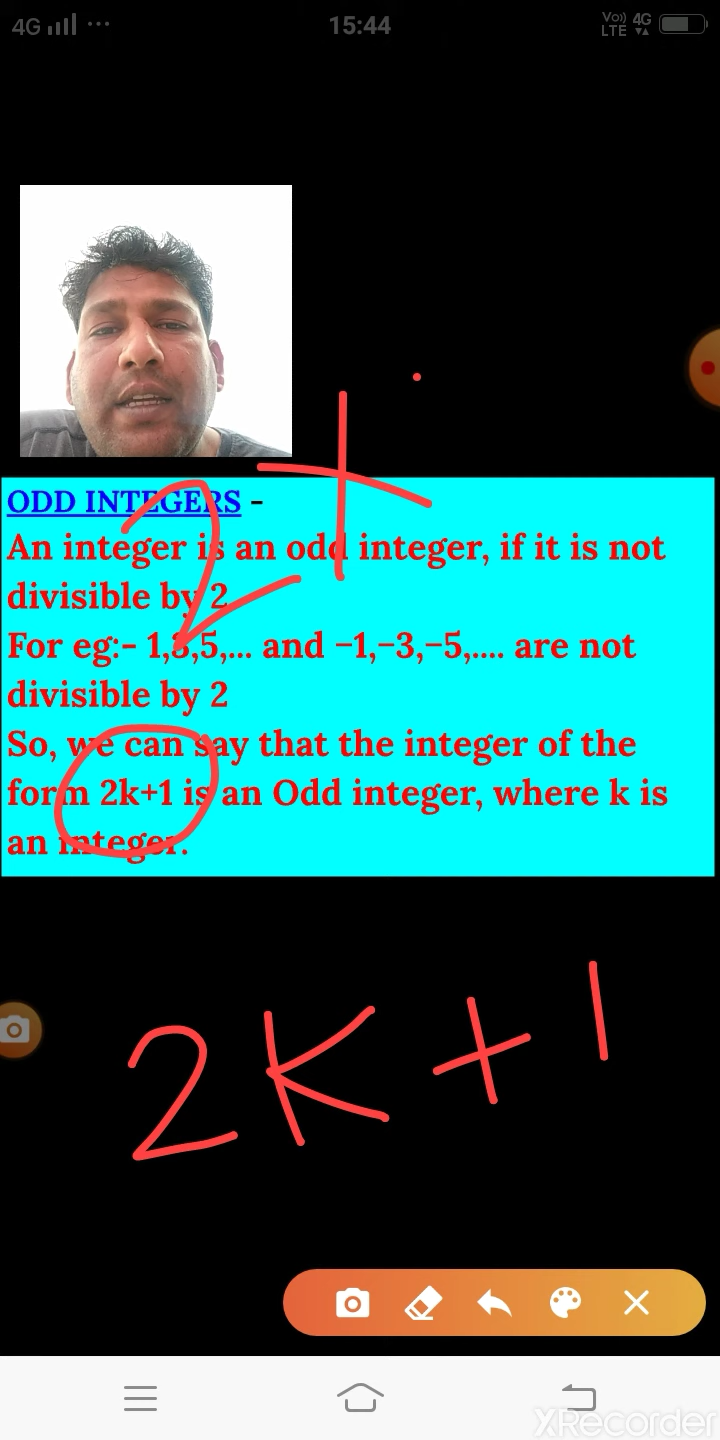 4G ...
15:44
Vo)) 4G
LTE
ODD INTEGERS -
An integer is an odd integer, if it is not
divisible by 2
For eg:- 1,3,5,... and −1,−3,−5,.... are not
divisible by 2
So, we can say that the integer of the
form 2k+1 is an Odd integer, where k is
an integer.
2 +
2K + 1
XRecorder